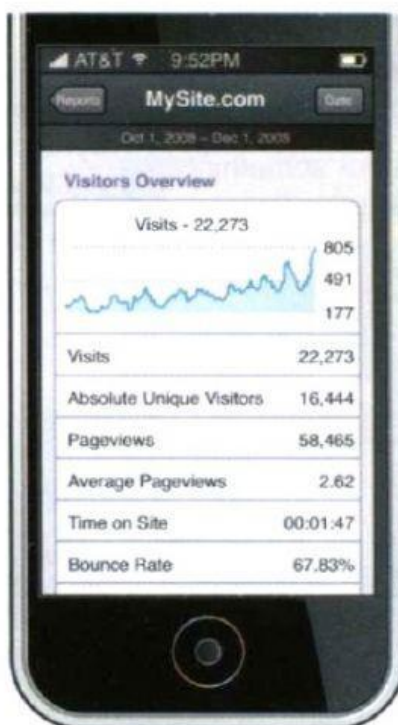 AT&T 9:52PM
Reports MySite.com Date
Oct 1, 2008 – Dec 1, 2008
Visitors Overview
Visits - 22,273
805
491
177
Visits 22,273
Absolute Unique Visitors 16,444
Pageviews 58,465
Average Pageviews 2.62
Time on Site 00:01:47
Bounce Rate 67.83%